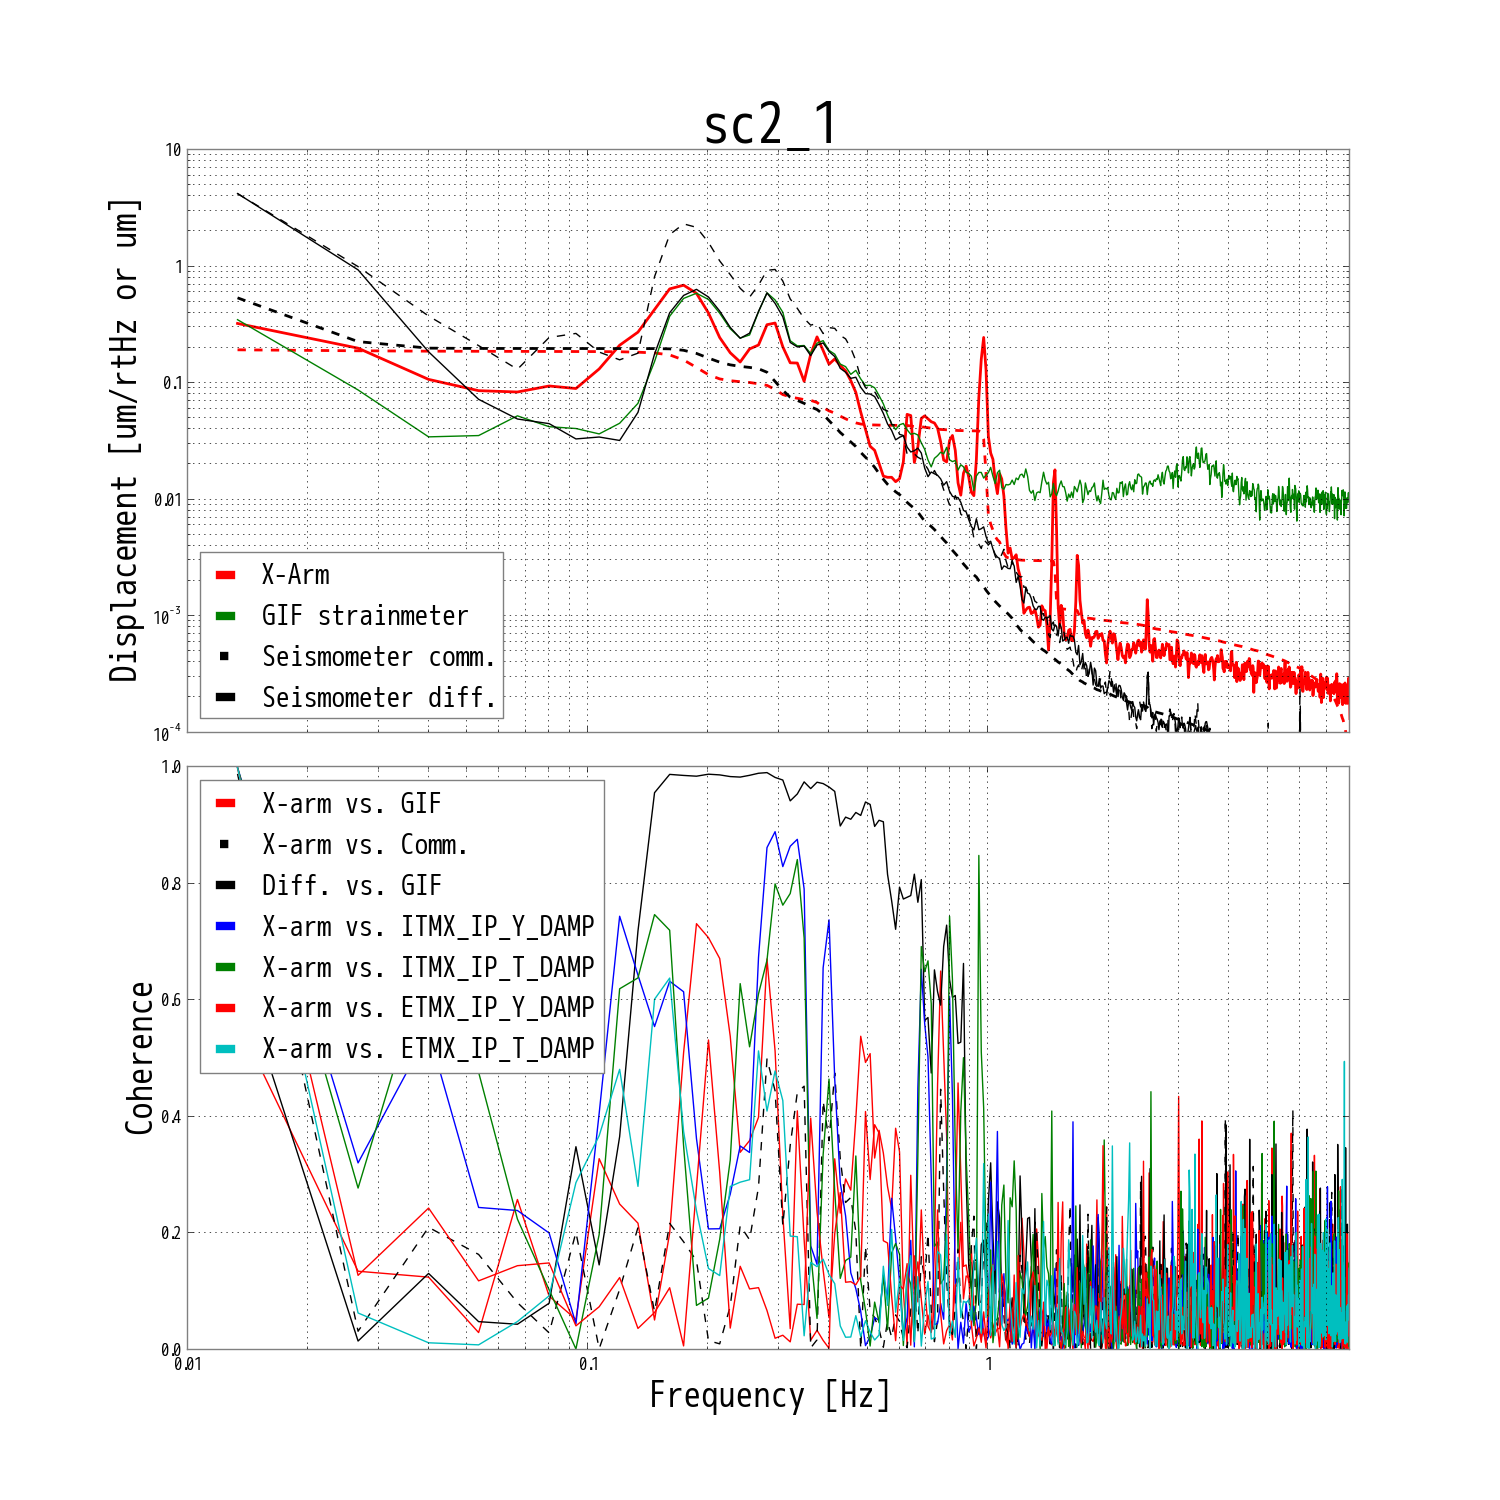 sc2_1
10
1
0.1
0.01
10^-3
10^-4
Displacement [um/rtHz or um]
X-Arm
GIF strainmeter
Seismometer comm.
Seismometer diff.
1.0
0.8
0.6
0.4
0.2
0.0
Coherence
X-arm vs. GIF
X-arm vs. Comm.
Diff. vs. GIF
X-arm vs. ITMX_IP_Y_DAMP
X-arm vs. ITMX_IP_T_DAMP
X-arm vs. ETMX_IP_Y_DAMP
X-arm vs. ETMX_IP_T_DAMP
0.01 0.1 1
Frequency [Hz]